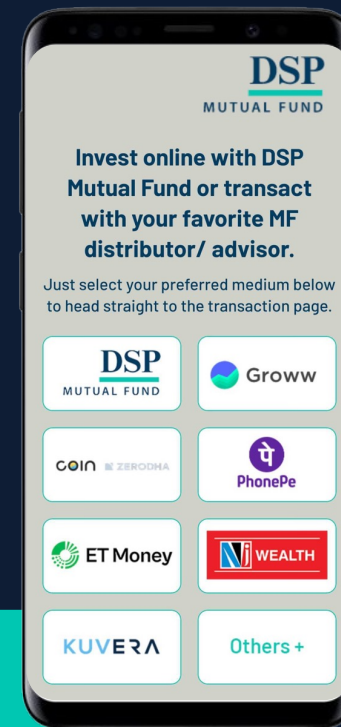 DSP
MUTUAL FUND
Invest online with DSP
Mutual Fund or transact
with your favorite MF
distributor/ advisor.
Just select your preferred medium below
to head straight to the transaction page.
DSP
MUTUAL FUND
Groww
COIN ZERODHA
पे
PhonePe
ET Money
Nj WEALTH
KUVERA
Others +